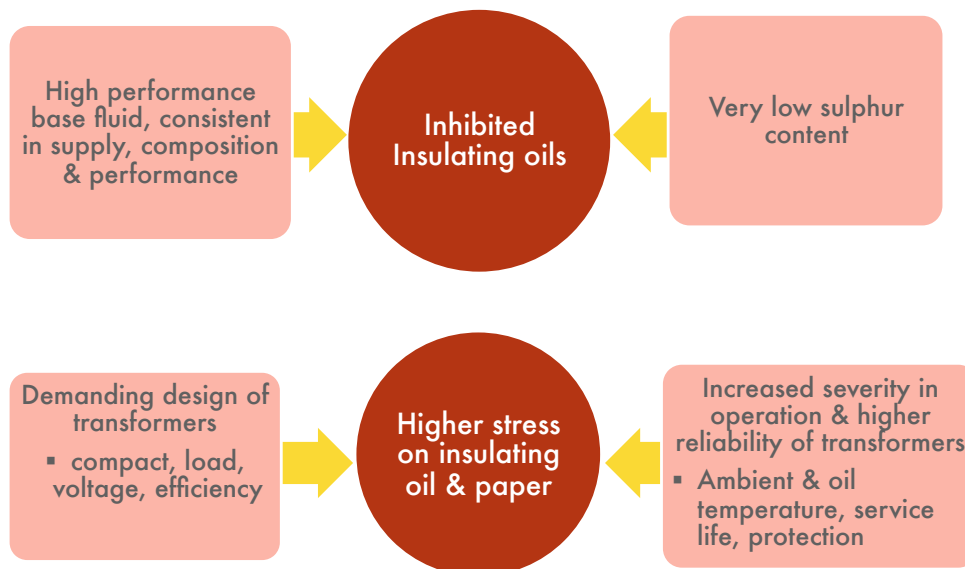 High performance
base fluid, consistent
in supply, composition
& performance
Inhibited
Insulating oils
Very low sulphur
content
Demanding design of
transformers
▪ compact, load,
voltage, efficiency
Higher stress
on insulating
oil & paper
Increased severity in
operation & higher
reliability of transformers
▪ Ambient & oil
temperature, service
life, protection